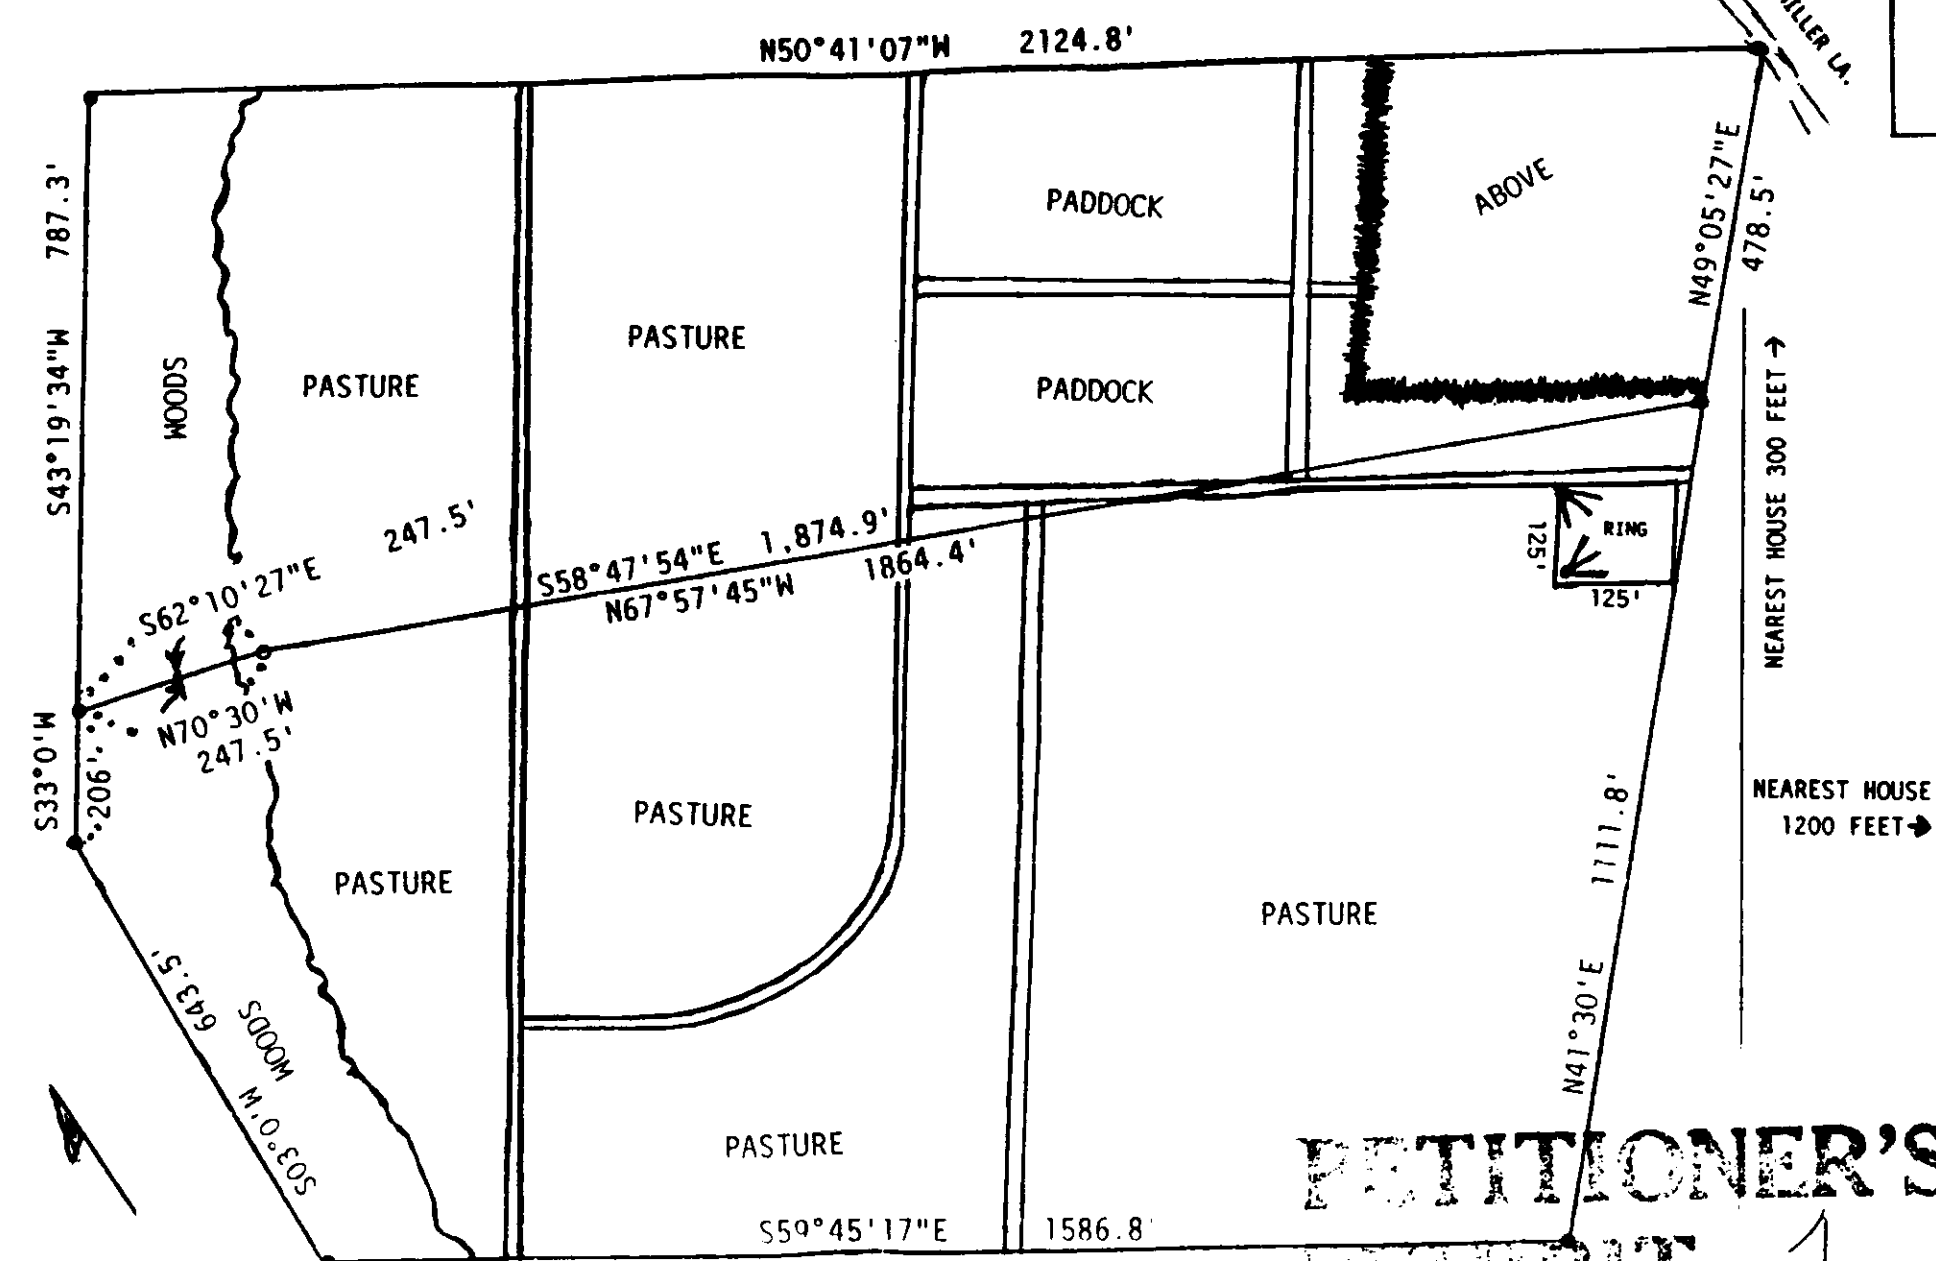 N50°41'07"W 2124.8'
MILLER LA.
787.3'
S43°19'34"W
WOODS
PASTURE
PASTURE
PADDOCK
PADDOCK
ABOVE
N49°05'27"E
478.5'
NEAREST HOUSE 300 FEET →
247.5'
S62°10'27"E
S58°47'54"E 1,874.9'
N67°57'45"W 1864.4'
RING
125'
125'
N70°30'W
247.5'
S33°0'W
206'
NEAREST HOUSE
1200 FEET→
PASTURE
PASTURE
PASTURE
1111.8'
N41°30'E
643.5'
S03°0'W
WOODS
PASTURE
S59°45'17"E 1586.8'
PETITIONER'S
1